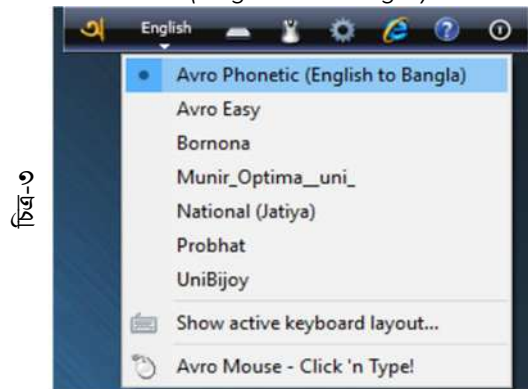 English
Avro Phonetic (English to Bangla)
Avro Easy
Bornona
Munir_Optima__uni_
National (Jatiya)
Probhat
UniBijoy
Show active keyboard layout...
Avro Mouse - Click 'n Type!
চিত্র-৩